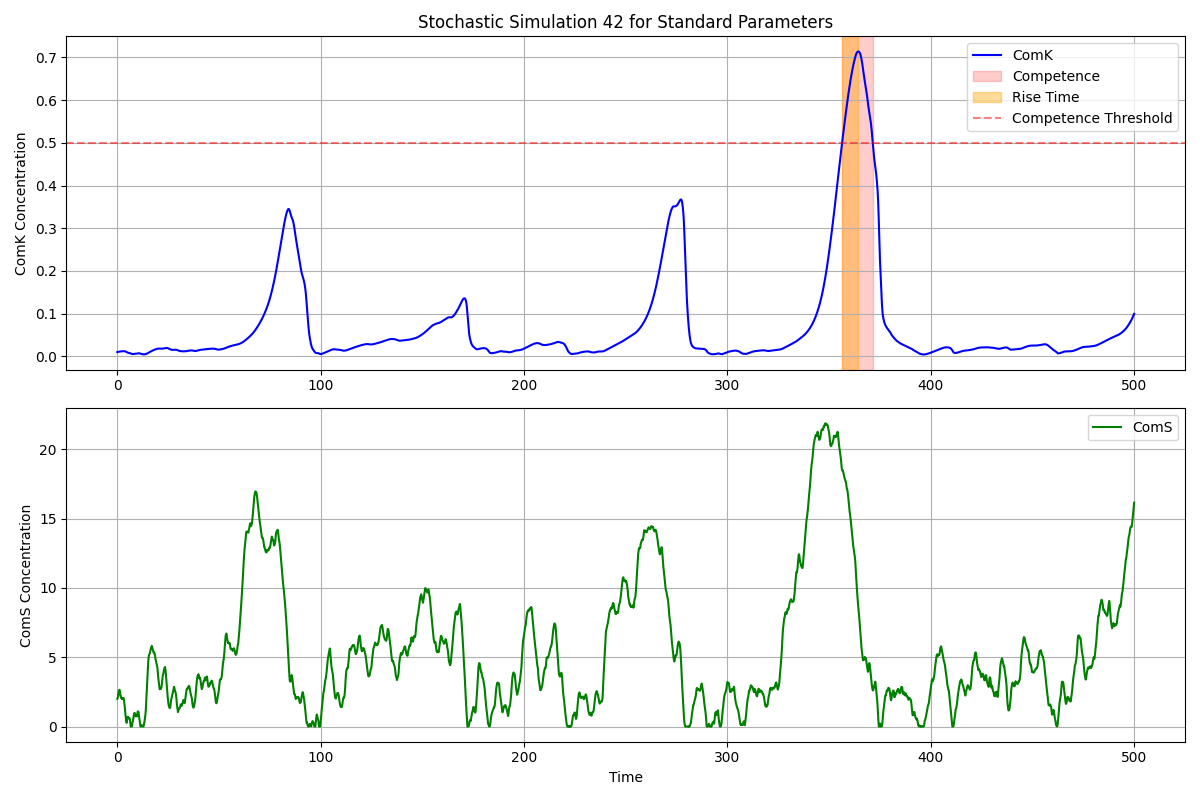 Stochastic Simulation 42 for Standard Parameters
ComK Concentration
0.7
0.6
0.5
0.4
0.3
0.2
0.1
0.0
ComK
Competence
Rise Time
Competence Threshold
0 100 200 300 400 500
ComS Concentration
20
15
10
5
0
ComS
0 100 200 300 400 500
Time